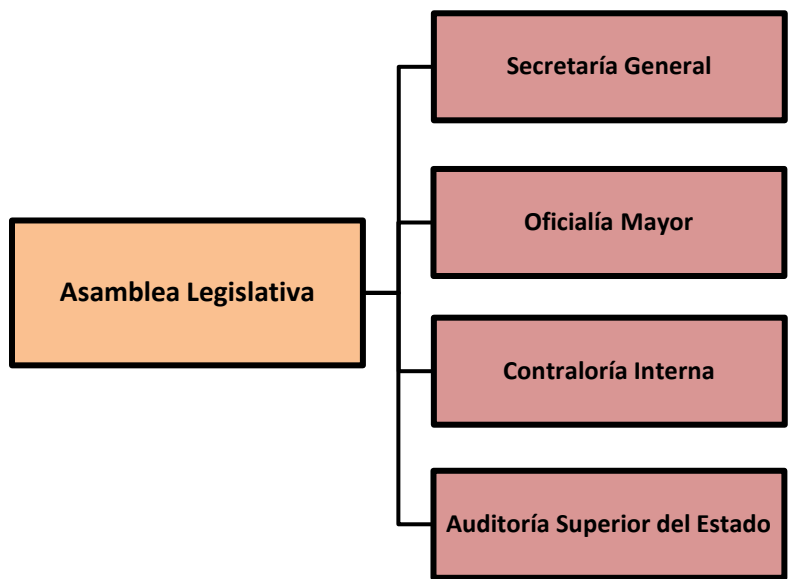 Secretaría General
Oficialía Mayor
Asamblea Legislativa
Contraloría Interna
Auditoría Superior del Estado